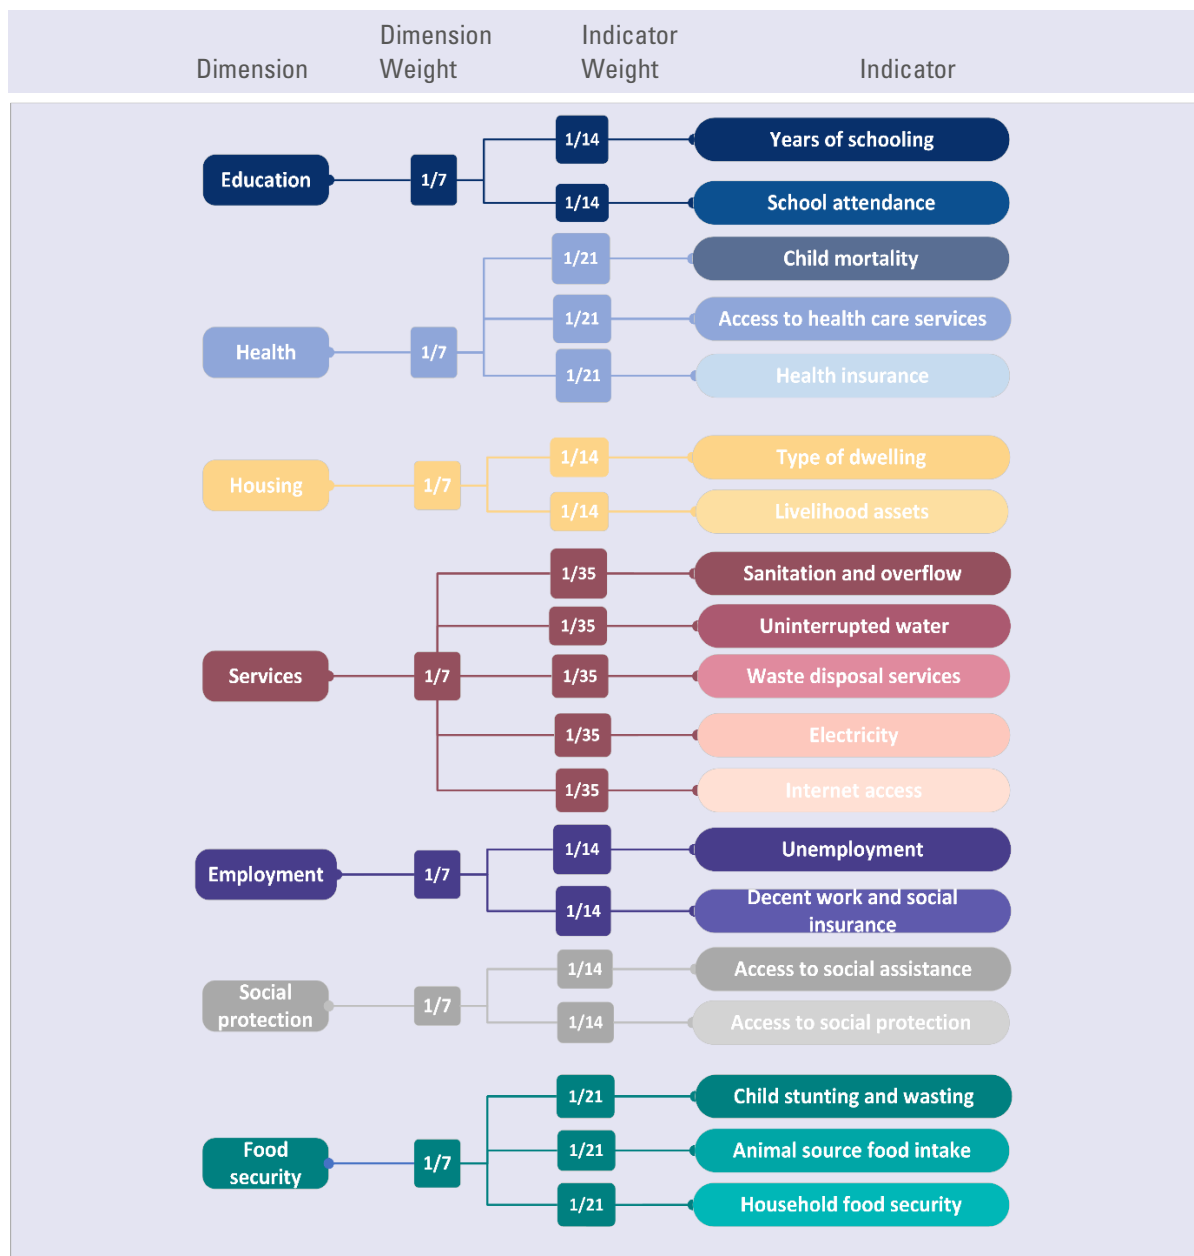 Dimension
Dimension
Weight
Indicator
Weight
Indicator
Education
1/7
1/14
Years of schooling
1/14
School attendance
Health
1/7
1/21
Child mortality
1/21
Access to health care services
1/21
Health insurance
Housing
1/7
1/14
Type of dwelling
1/14
Livelihood assets
Services
1/7
1/35
Sanitation and overflow
1/35
Uninterrupted water
1/35
Waste disposal services
1/35
Electricity
1/35
Internet access
Employment
1/7
1/14
Unemployment
1/14
Decent work and social
insurance
Social
protection
1/7
1/14
Access to social assistance
1/14
Access to social protection
Food
security
1/7
1/21
Child stunting and wasting
1/21
Animal source food intake
1/21
Household food security